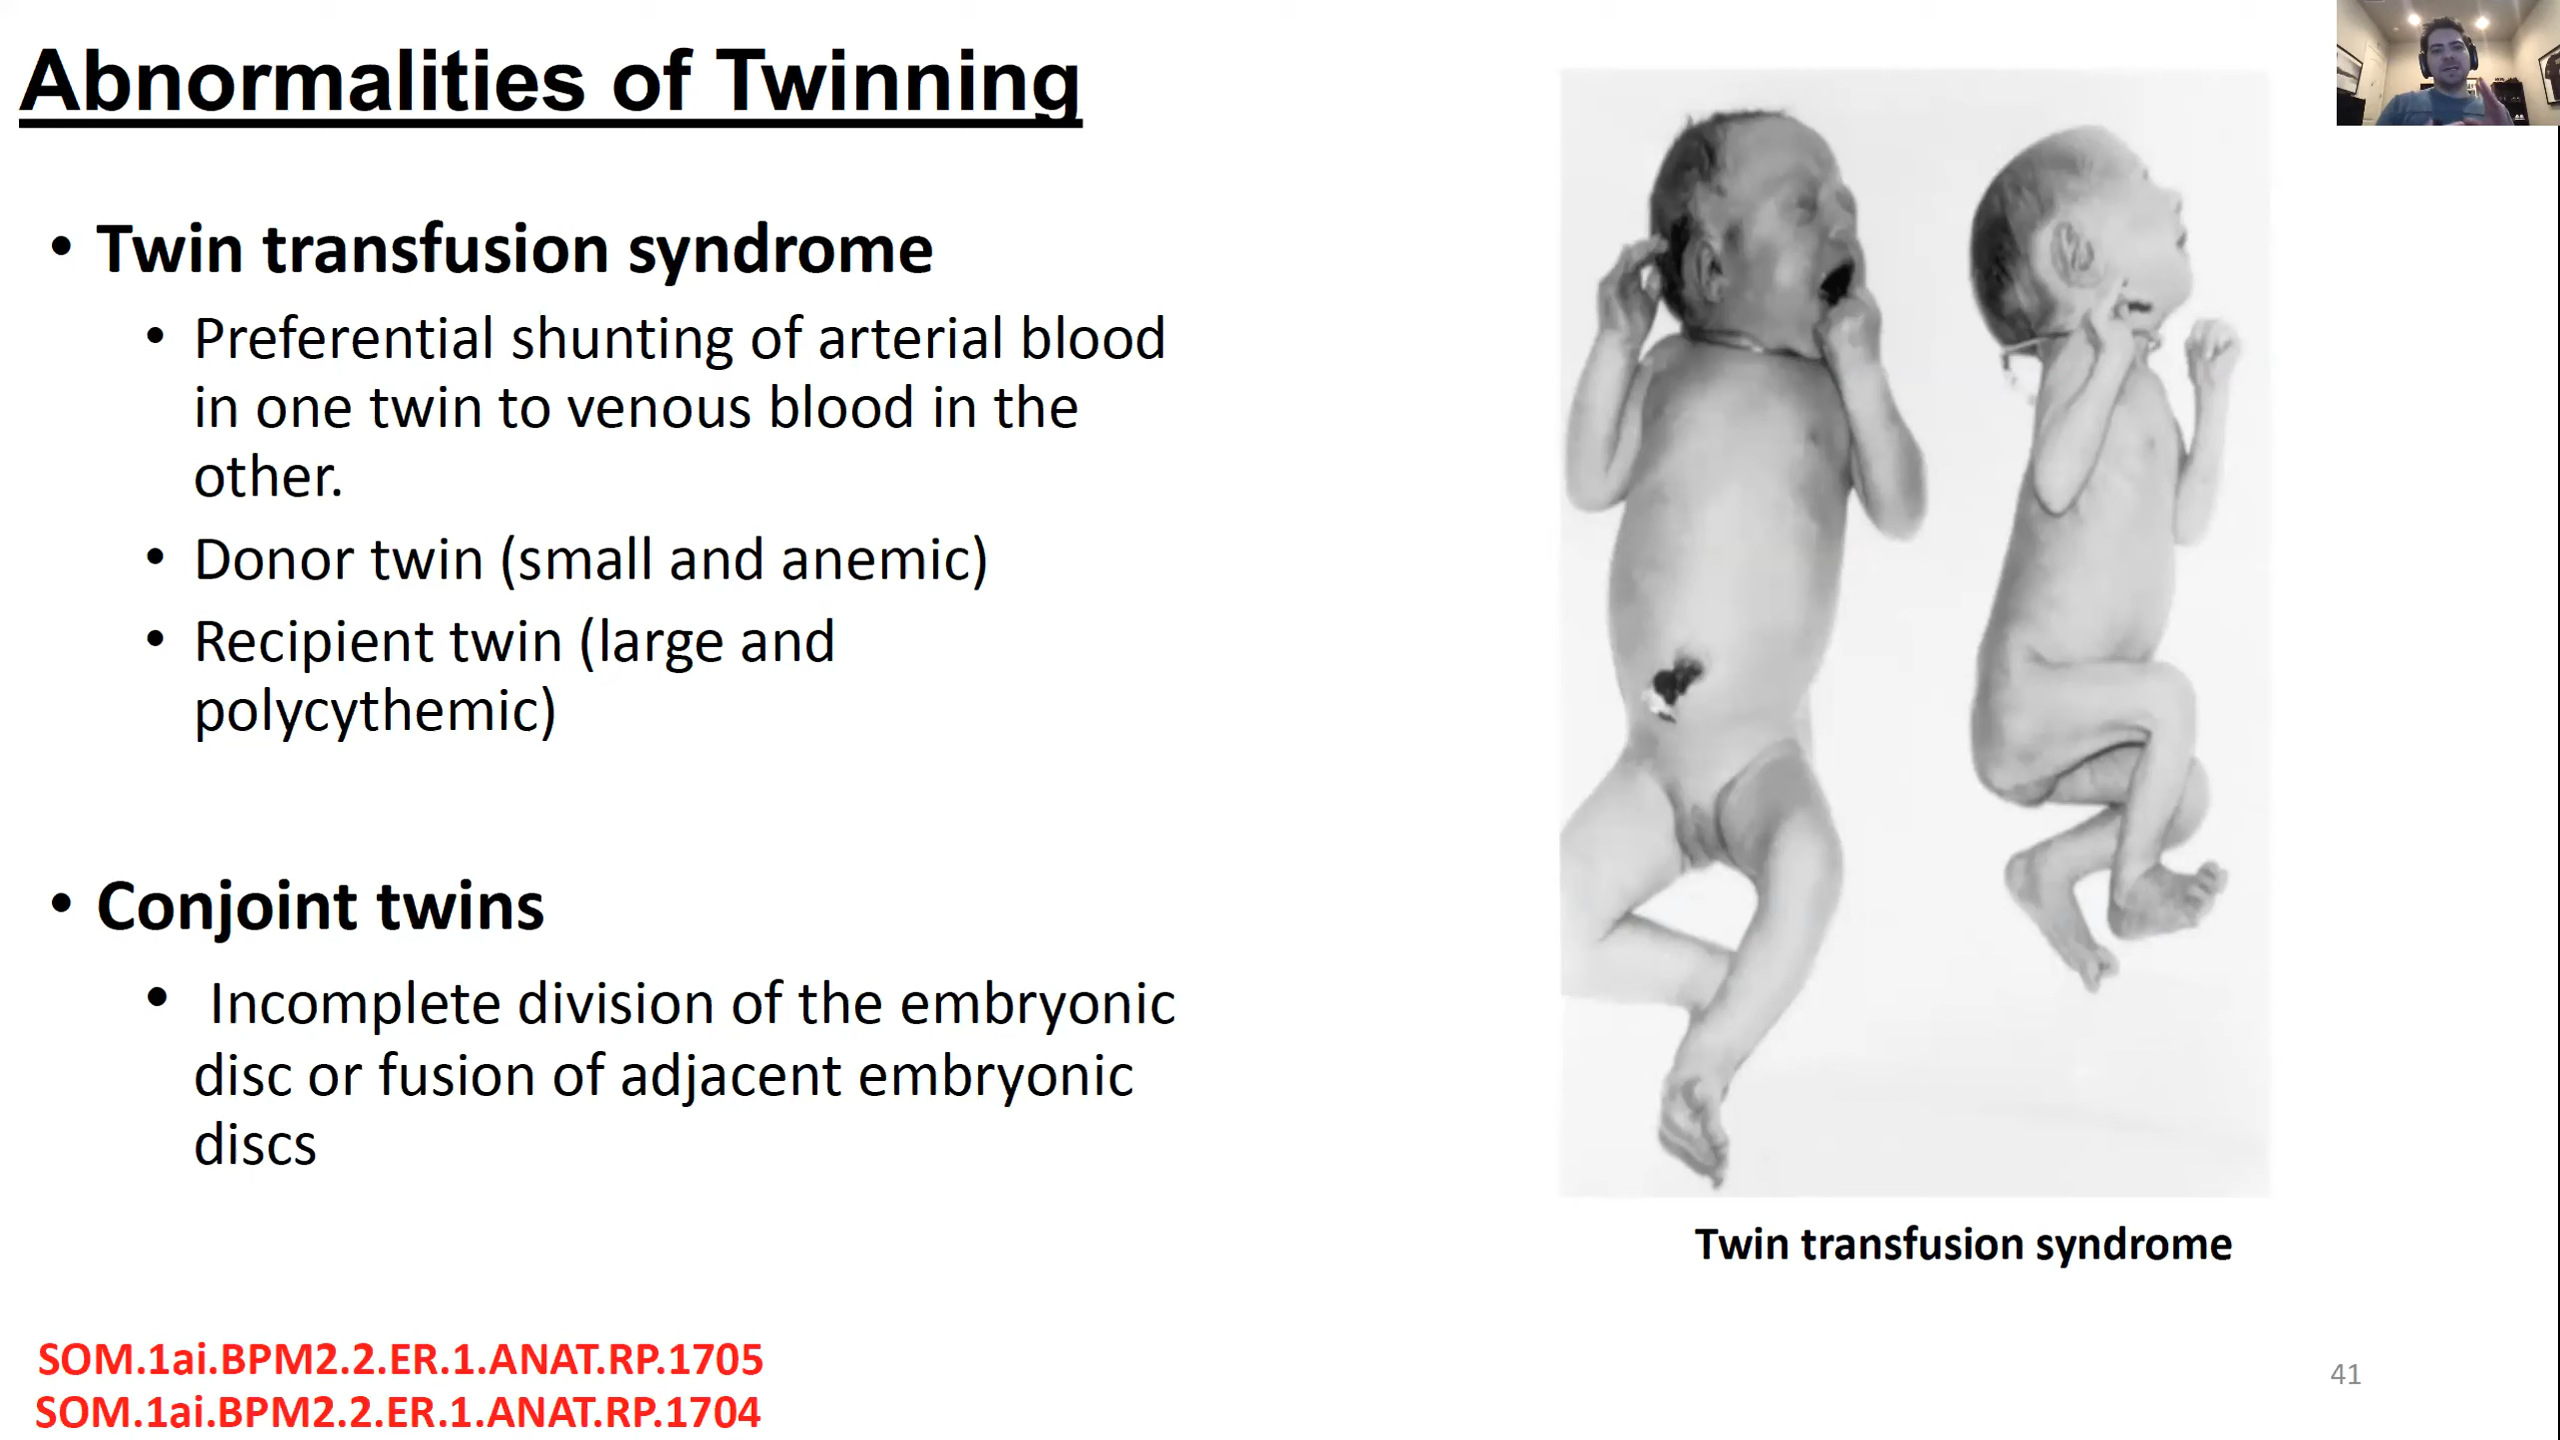 Abnormalities of Twinning
• Twin transfusion syndrome
• Preferential shunting of arterial blood
in one twin to venous blood in the
other.
• Donor twin (small and anemic)
• Recipient twin (large and
polycythemic)
• Conjoint twins
• Incomplete division of the embryonic
disc or fusion of adjacent embryonic
discs
Twin transfusion syndrome
SOM.1ai.BPM2.2.ER.1.ANAT.RP.1705
SOM.1ai.BPM2.2.ER.1.ANAT.RP.1704
41